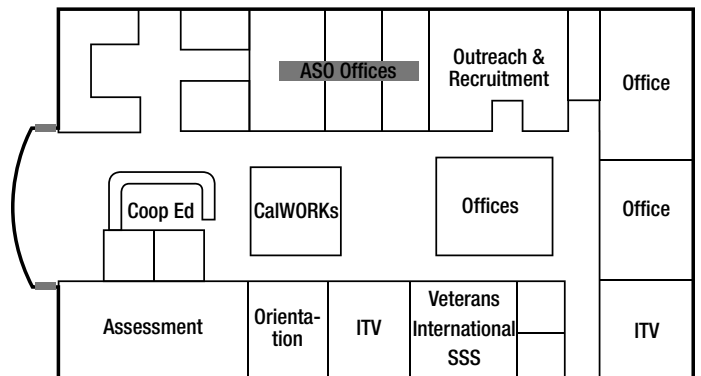 ASO Offices
Outreach &
Recruitment
Office
Coop Ed
CalWORKs
Offices
Office
Assessment
Orienta-
tion
ITV
Veterans
International
SSS
ITV